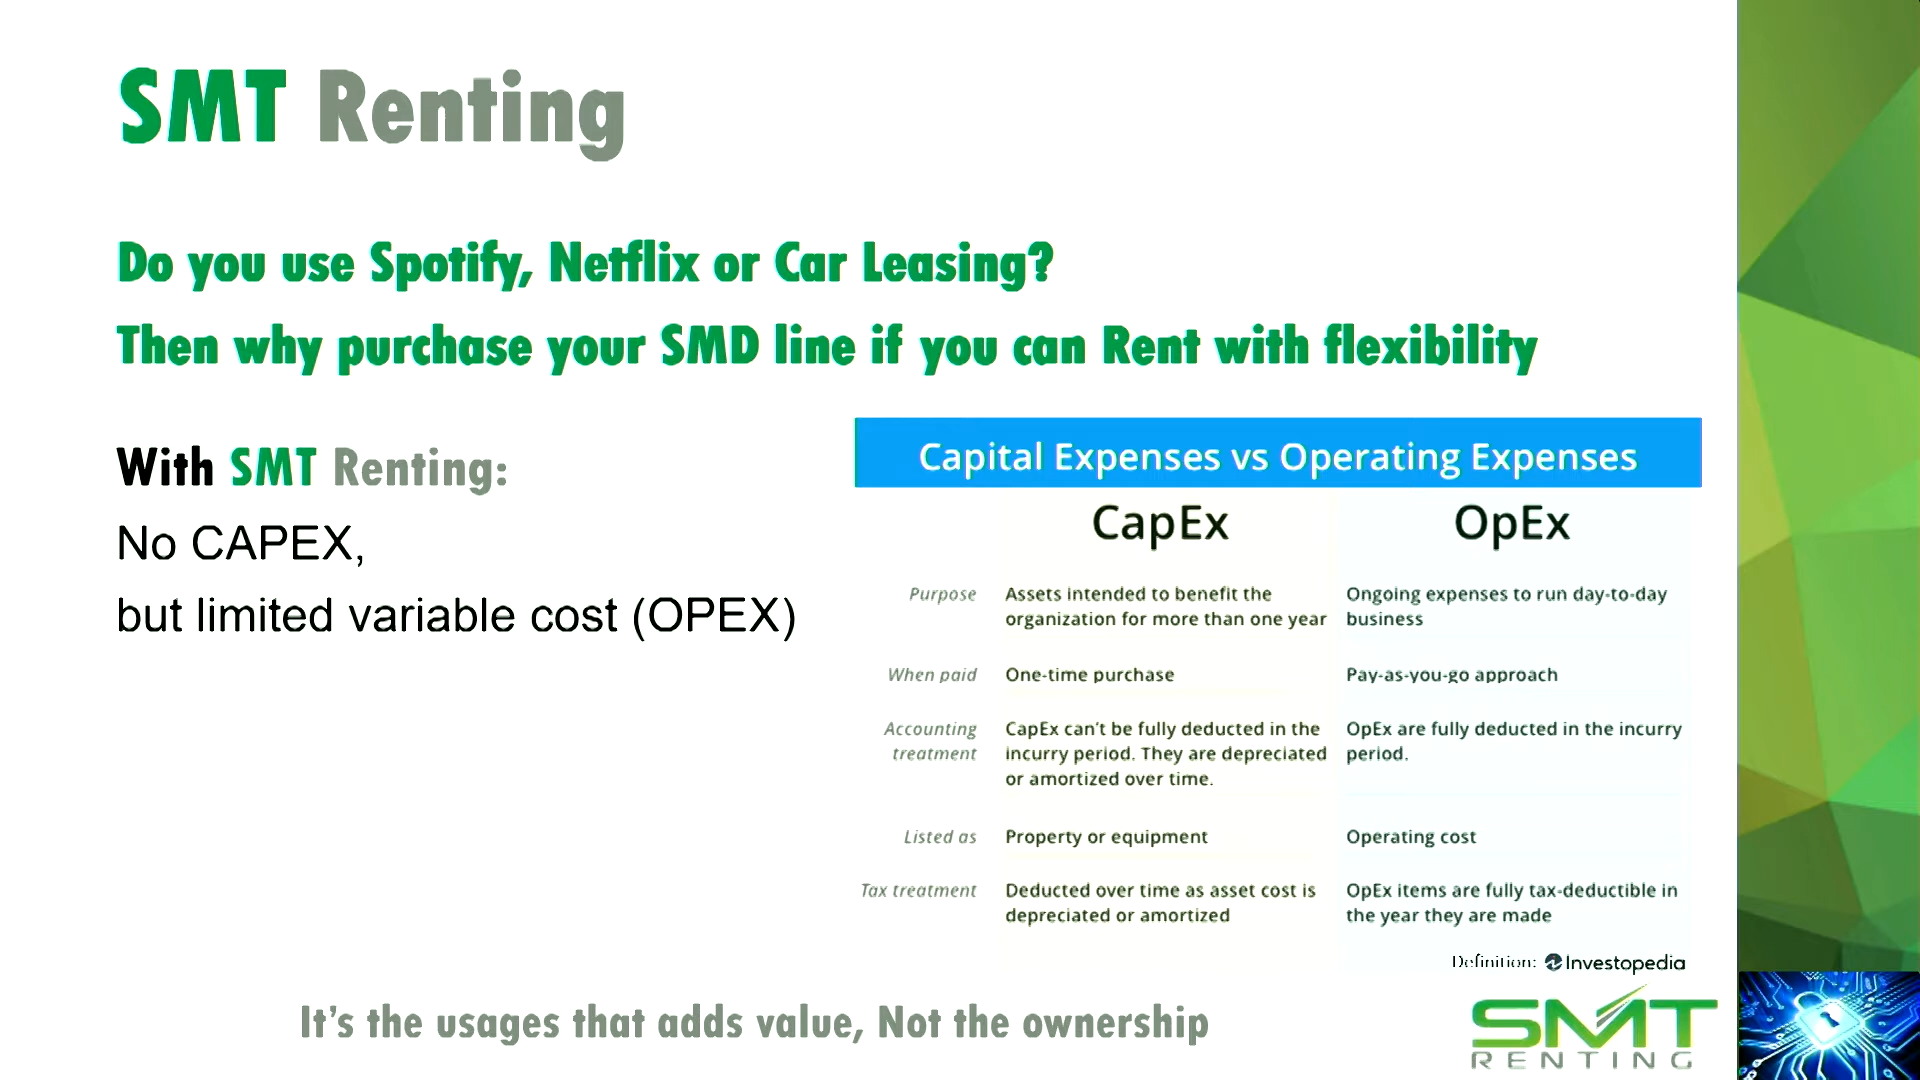 SMT Renting
Do you use Spotify, Netflix or Car Leasing?
Then why purchase your SMD line if you can Rent with flexibility
With SMT Renting:
No CAPEX,
but limited variable cost (OPEX)
Capital Expenses vs Operating Expenses
CapEx OpEx
Purpose
Assets intended to benefit the
organization for more than one year
Ongoing expenses to run day-to-day
business
When paid
One-time purchase
Pay-as-you-go approach
Accounting
treatment
CapEx can't be fully deducted in the
incurry period. They are depreciated
or amortized over time.
OpEx are fully deducted in the incurry
period.
Listed as
Property or equipment
Operating cost
Tax treatment
Deducted over time as asset cost is
depreciated or amortized
OpEx items are fully tax-deductible in
the year they are made
Definition: Investopedia
It's the usages that adds value, Not the ownership
SMT
RENTING